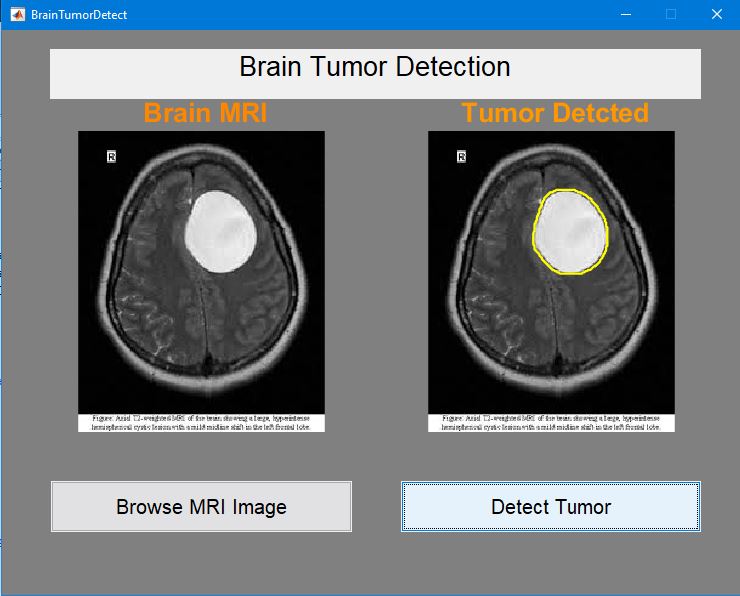 BrainTumorDetect
Brain Tumor Detection
Brain MRI
Tumor Detcted
R
R
Figure: Axial T2-weighted MRI of the brain showing a large, hyperintense
hemispherical cystic lesion with a mild midline shift in the left frontal lobe.
Figure: Axial T2-weighted MRI of the brain showing a large, hyperintense
hemispherical cystic lesion with a mild midline shift in the left frontal lobe.
Browse MRI Image
Detect Tumor